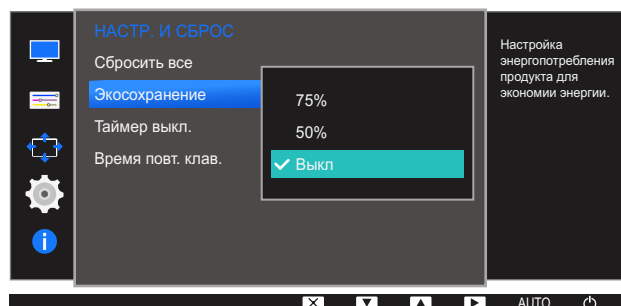 НАСТР. И СБРОС
Сбросить все
Экосохранение
Таймер выкл.
Время повт. клав.
75%
50%
Выкл
Настройка
энергопотребления
продукта для
экономии энергии.
AUTO